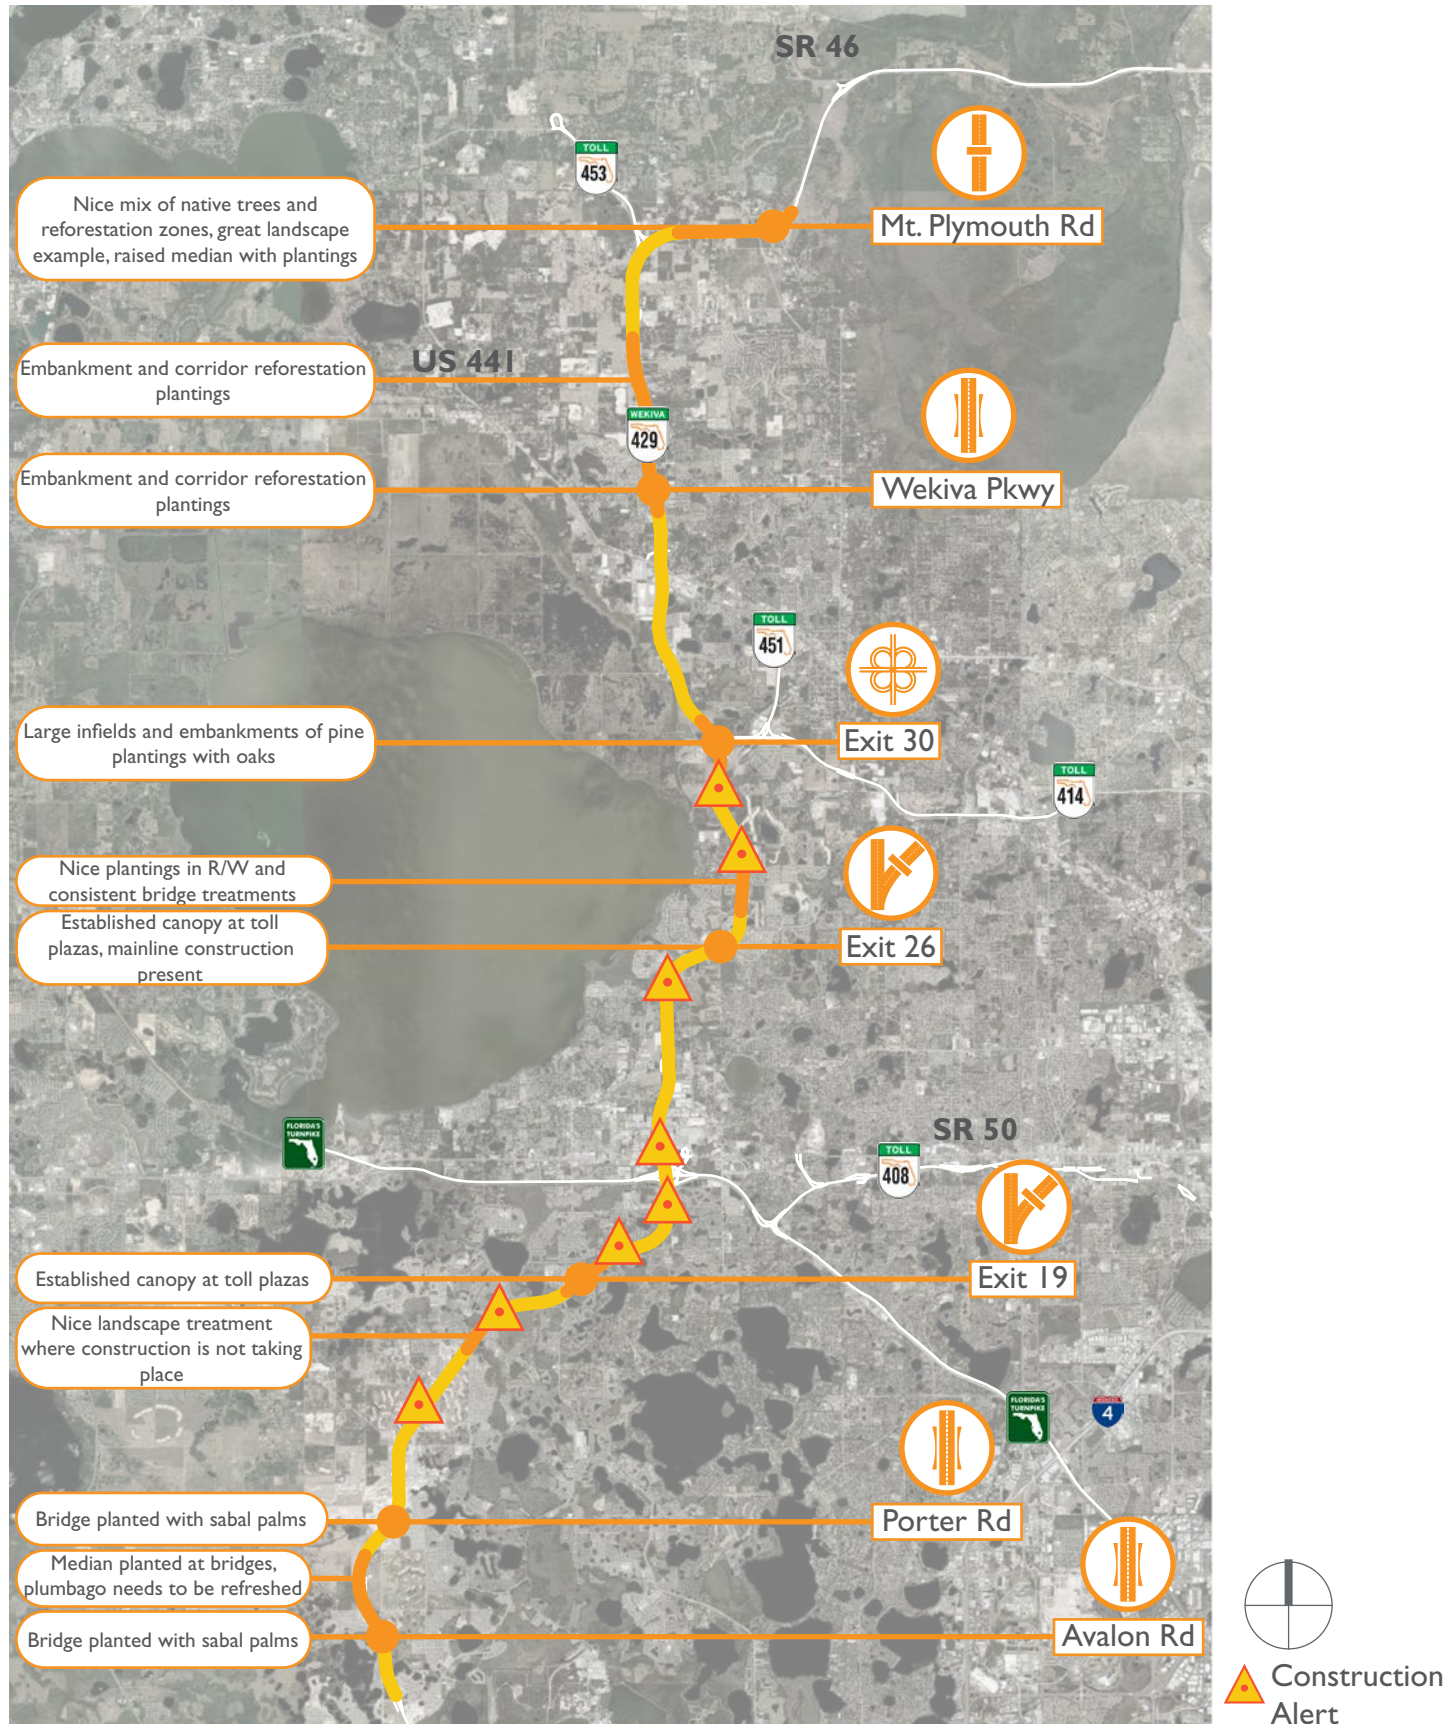 SR 46
TOLL
453
Nice mix of native trees and
reforestation zones, great landscape
example, raised median with plantings
Mt. Plymouth Rd
US 441
Embankment and corridor reforestation
plantings
WEKIVA
429
Embankment and corridor reforestation
plantings
Wekiva Pkwy
TOLL
451
Large infields and embankments of pine
plantings with oaks
Exit 30
TOLL
414
Nice plantings in R/W and
consistent bridge treatments
Established canopy at toll
plazas, mainline construction
present
Exit 26
FLORIDA'S
TURNPIKE
SR 50
TOLL
408
Established canopy at toll plazas
Exit 19
Nice landscape treatment
where construction is not taking
place
FLORIDA'S
TURNPIKE
4
Bridge planted with sabal palms
Porter Rd
Median planted at bridges,
plumbago needs to be refreshed
Bridge planted with sabal palms
Avalon Rd
Construction
Alert